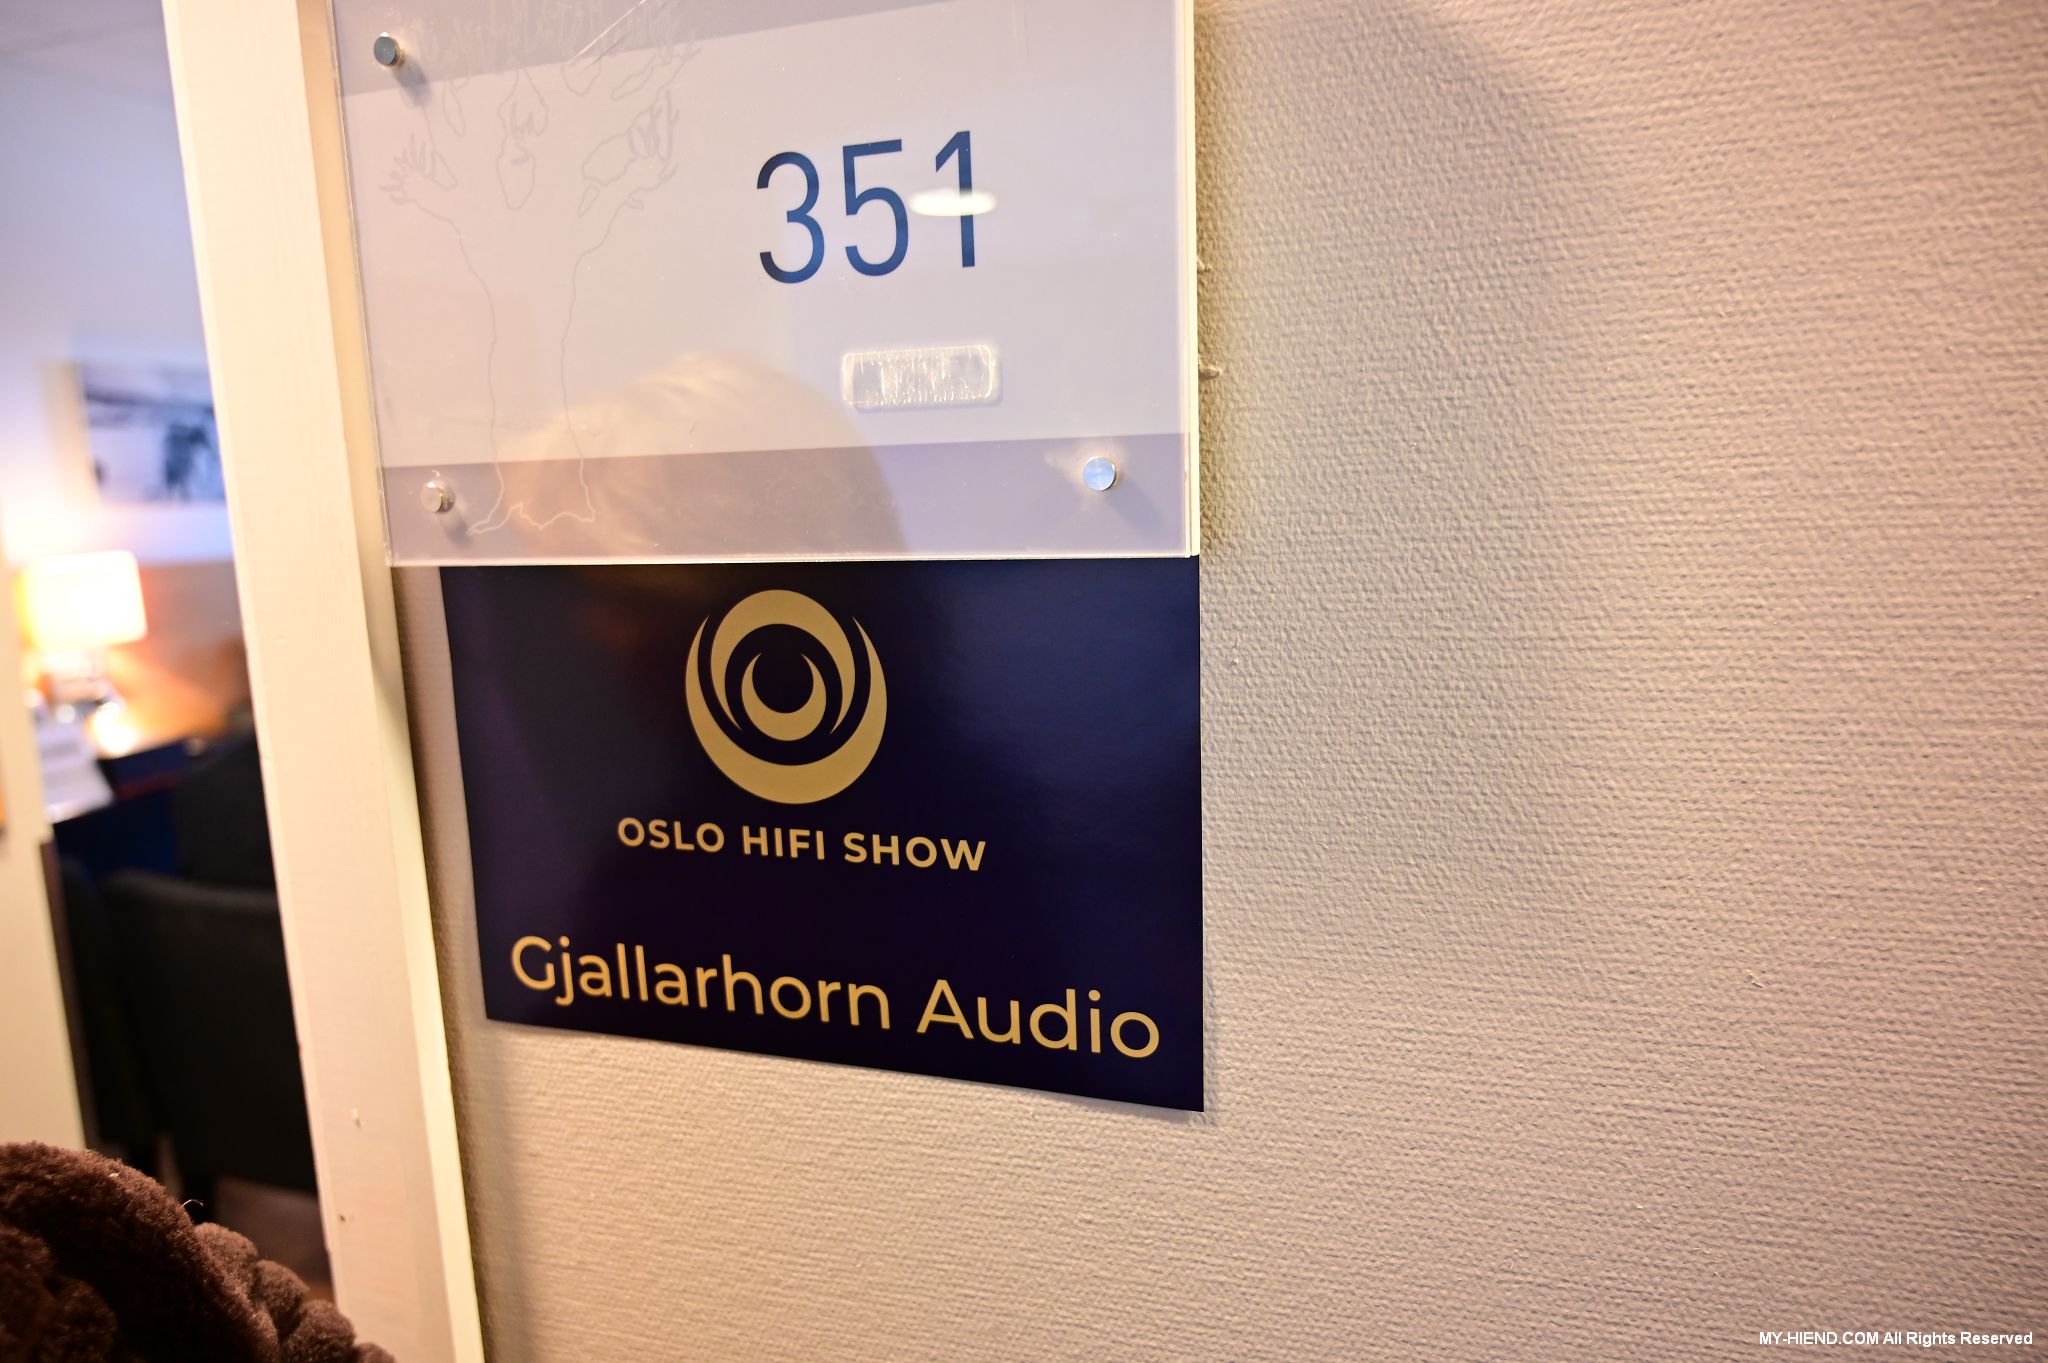 351
OSLO HIFI SHOW
Gjallarhorn Audio
MY-HIEND.COM All Rights Reserved